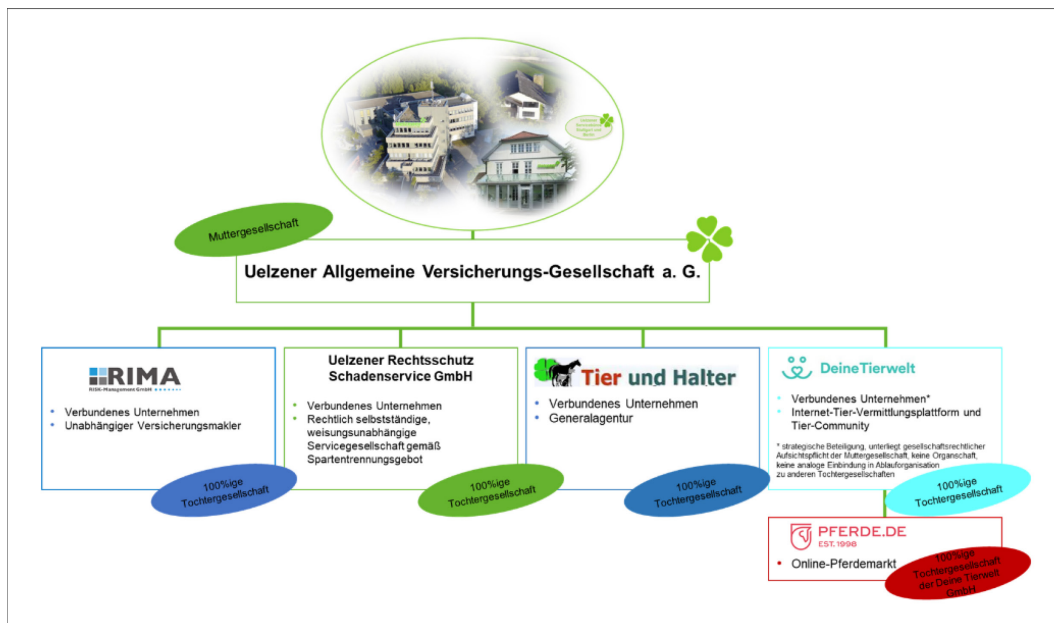 Muttergesellschaft
Uelzener Allgemeine Versicherungs-Gesellschaft a. G.
RIMA
RISK-Management GmbH
• Verbundenes Unternehmen
• Unabhängiger Versicherungsmakler
100%ige
Tochtergesellschaft
Uelzener Rechtsschutz
Schadenservice GmbH
• Verbundenes Unternehmen
• Rechtlich selbstständige,
weisungsunabhängige
Servicegesellschaft gemäß
Spartentrennungsgebot
100%ige
Tochtergesellschaft
Tier und Halter
• Verbundenes Unternehmen
• Generalagentur
100%ige
Tochtergesellschaft
DeineTierwelt
• Verbundenes Unternehmen*
• Internet-Tier-Vermittlungsplattform und
Tier-Community
* strategische Beteiligung, unterliegt gesellschaftsrechtlicher
Aufsichtspflicht der Muttergesellschaft, keine Organschaft,
keine analoge Einbindung in Ablauforganisation
zu anderen Tochtergesellschaften
100%ige
Tochtergesellschaft
PFERDE.DE
EST. 1998
• Online-Pferdemarkt
100%ige
Tochtergesellschaft
der Deine Tierwelt
GmbH